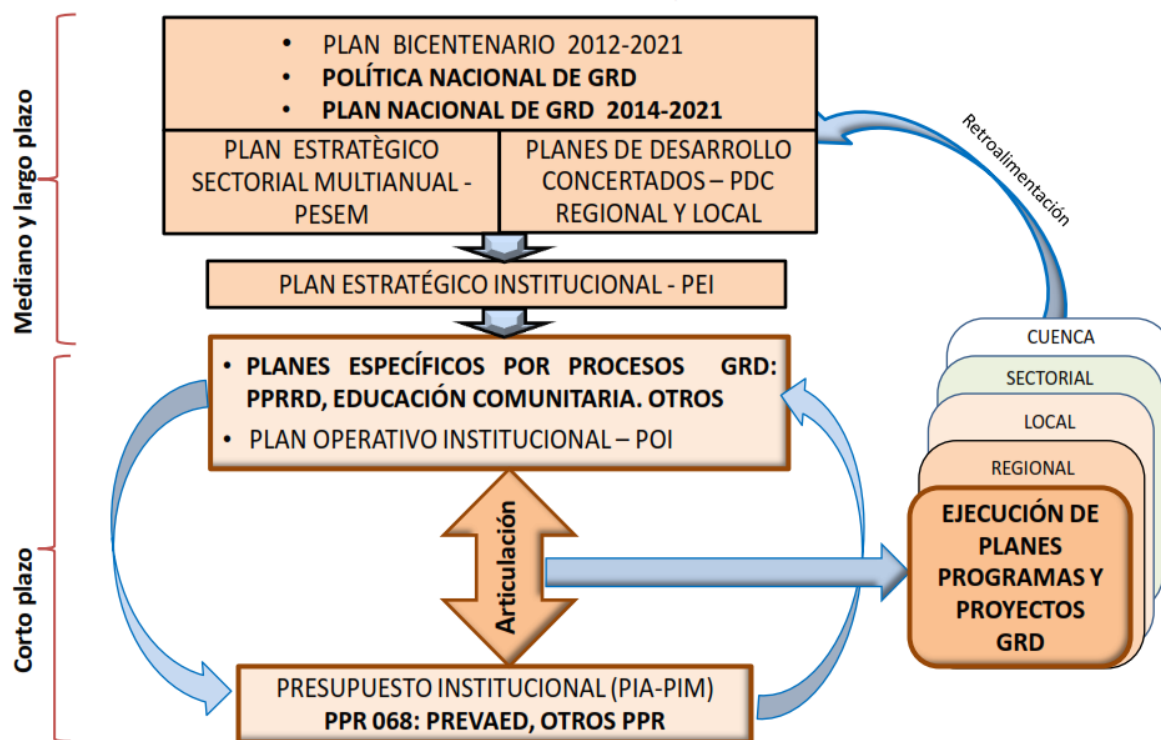 Mediano y largo plazo
• PLAN BICENTENARIO 2012-2021
• POLÍTICA NACIONAL DE GRD
• PLAN NACIONAL DE GRD 2014-2021
PLAN ESTRATÈGICO
SECTORIAL MULTIANUAL -
PESEM
PLANES DE DESARROLLO
CONCERTADOS – PDC
REGIONAL Y LOCAL
PLAN ESTRATÉGICO INSTITUCIONAL - PEI
Retroalimentación
Corto plazo
• PLANES ESPECÍFICOS POR PROCESOS GRD:
PPRRD, EDUCACIÓN COMUNITARIA. OTROS
• PLAN OPERATIVO INSTITUCIONAL – POI
Articulación
CUENCA
SECTORIAL
LOCAL
REGIONAL
EJECUCIÓN DE
PLANES
PROGRAMAS Y
PROYECTOS
GRD
PRESUPUESTO INSTITUCIONAL (PIA-PIM)
PPR 068: PREVAED, OTROS PPR